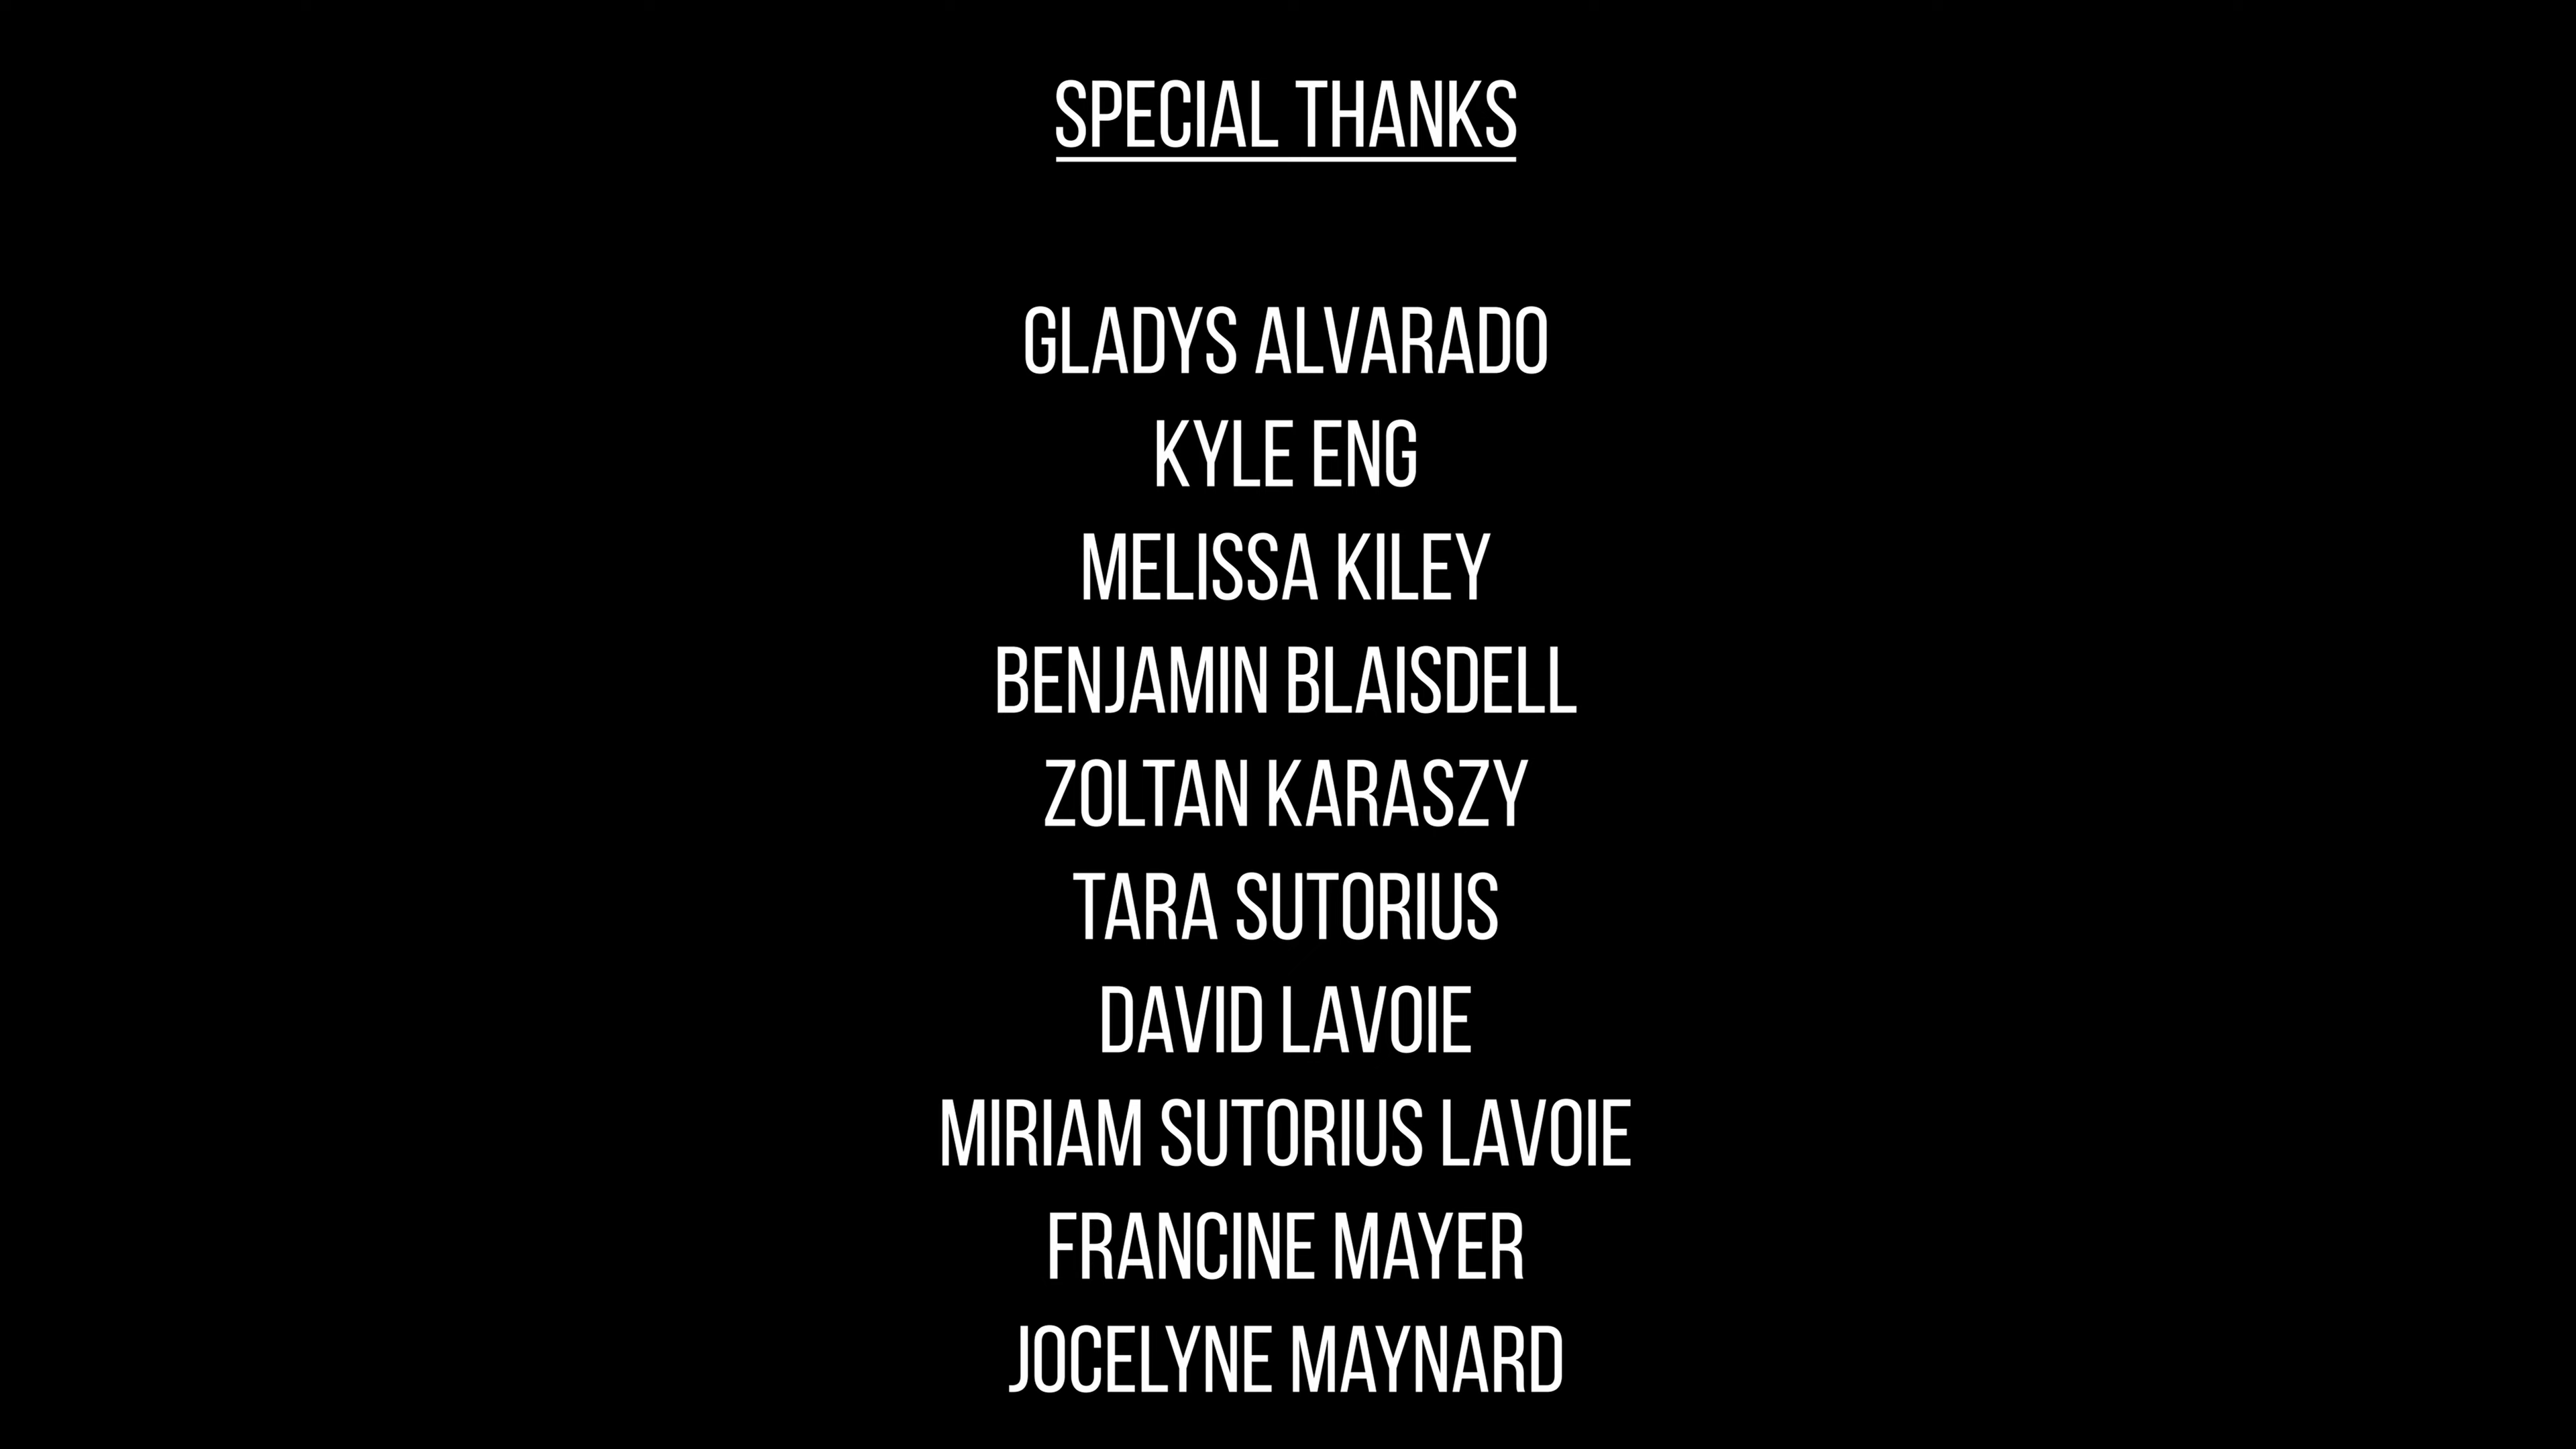 SPECIAL THANKS
GLADYS ALVARADO
KYLE ENG
MELISSA KILEY
BENJAMIN BLAISDELL
ZOLTAN KARASZY
TARA SUTORIUS
DAVID LAVOIE
MIRIAM SUTORIUS LAVOIE
FRANCINE MAYER
JOCELYNE MAYNARD